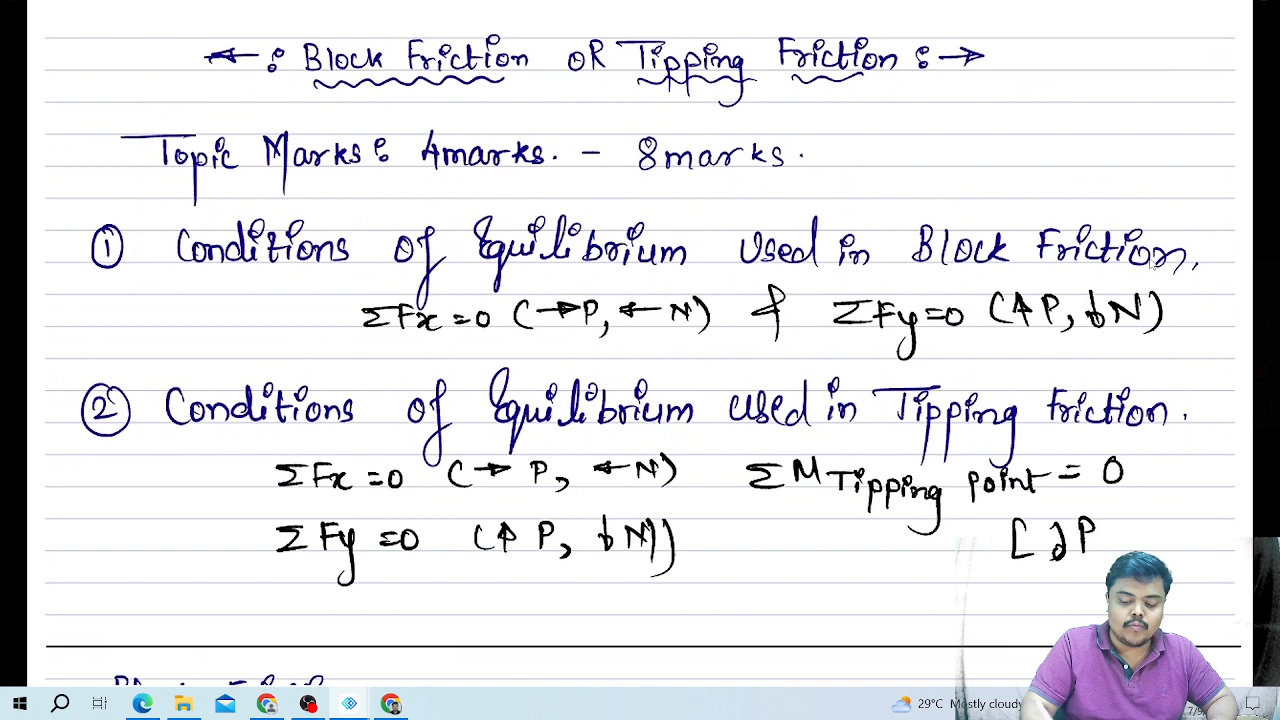 ←: Block Friction OR Tipping Friction :→
Topic Marks: 4marks. - 8marks.
① Conditions of Equilibrium used in Block Friction.
ΣFx=0 (→P, ←N) & ΣFy=0 (↑P, ↓N)
② Conditions of Equilibrium used in Tipping Friction.
ΣFx=0 (→ P, ←N) ΣM Tipping point = 0
ΣFy=0 (↑ P, ↓N)) [↻P
29°C Mostly cloudy